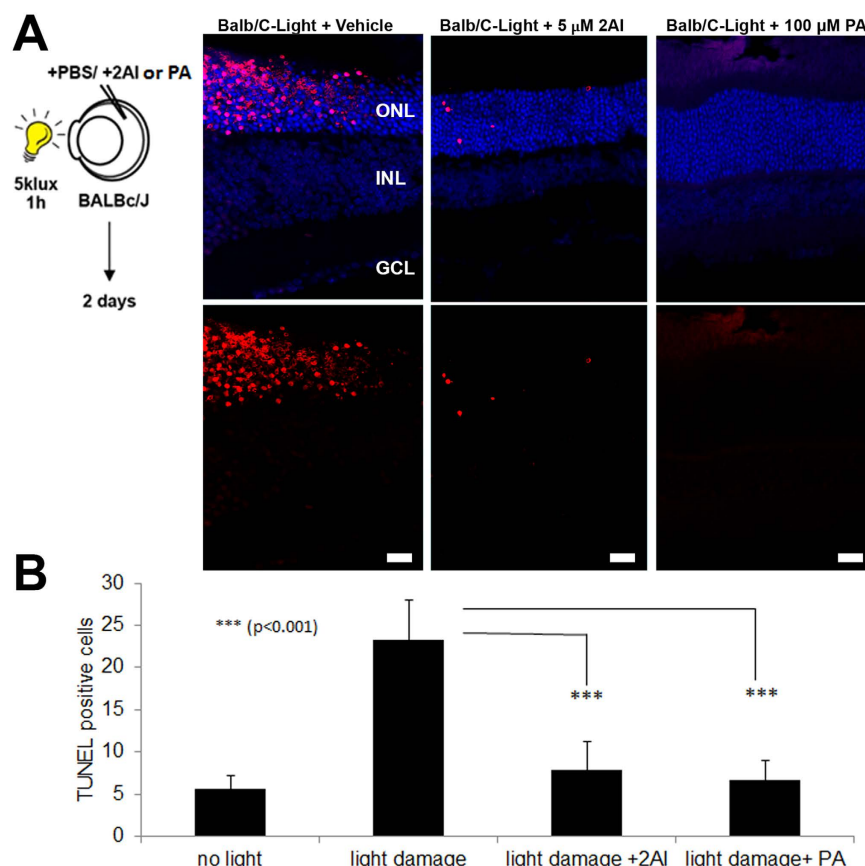 A
Balb/C-Light + Vehicle
Balb/C-Light + 5 μM 2AI
Balb/C-Light + 100 μM PA
+PBS/ +2AI or PA
5klux
1h
BALBc/J
2 days
ONL
INL
GCL
B
TUNEL positive cells
30
25
20
15
10
5
0
*** (p<0.001)
***
***
no light
light damage
light damage +2AI
light damage+ PA